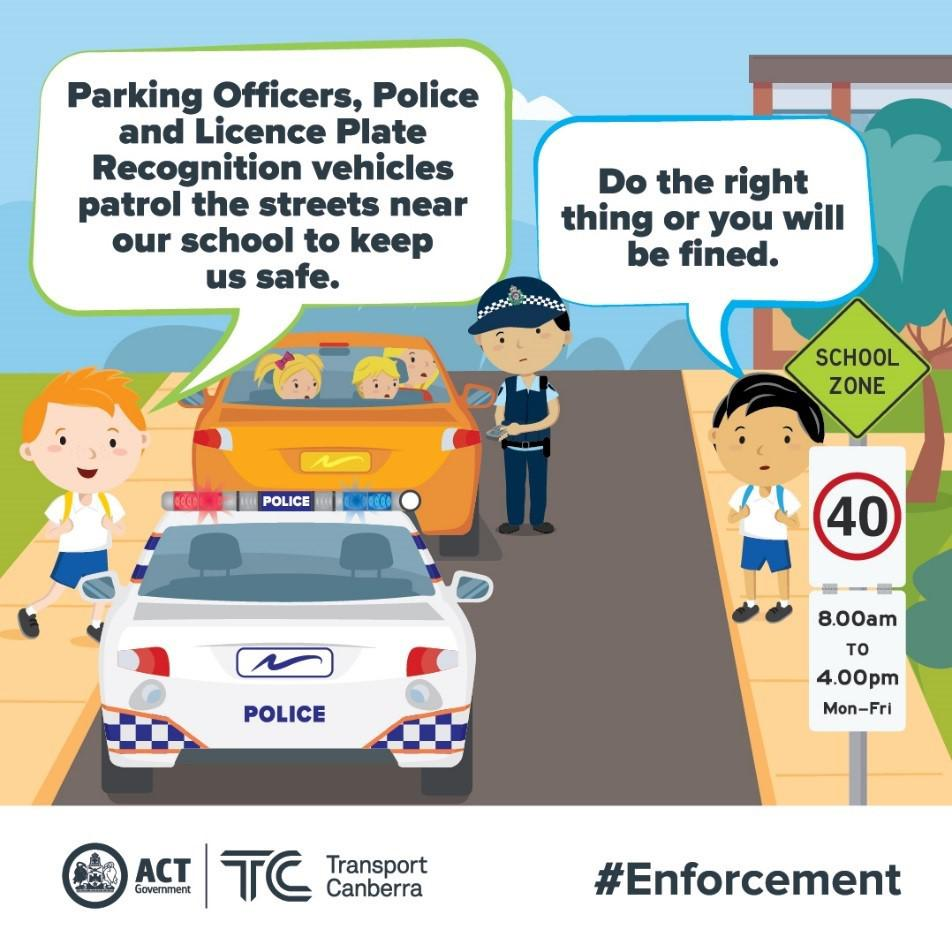 Parking Officers, Police
and Licence Plate
Recognition vehicles
patrol the streets near
our school to keep
us safe.
Do the right
thing or you will
be fined.
SCHOOL
ZONE
40
8.00am
TO
4.00pm
Mon–Fri
POLICE
POLICE
ACT
Government
TC
Transport
Canberra
#Enforcement